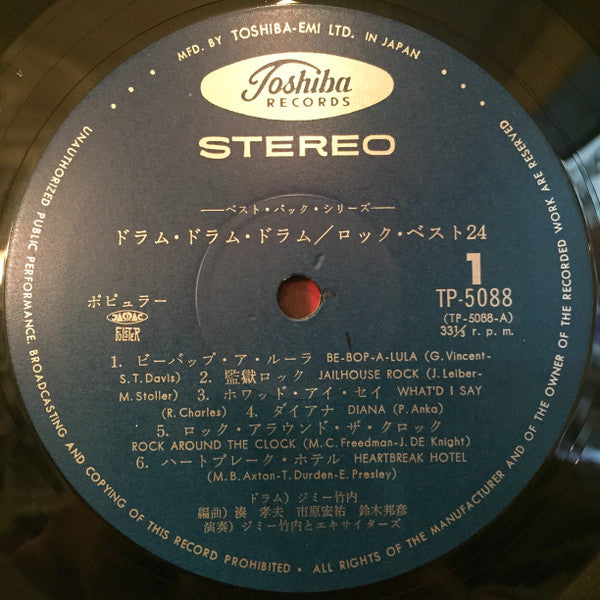 MFD. BY TOSHIBA-EMI LTD. IN JAPAN
Toshiba
RECORDS
STEREO
—ベスト・パック・シリーズ—
ドラム・ドラム・ドラム/ロック・ベスト24
1
ポピュラー
TP-5088
JASRAC
(TP-5088-A)
33⅓ r. p. m.
1. ビーバップ・ア・ルーラ BE-BOP-A-LULA (G. Vincent-
S.T. Davis) 2. 監獄ロック JAILHOUSE ROCK (J. Leiber-
M. Stoller) 3. ホワッド・アイ・セイ WHAT'D I SAY
(R. Charles) 4. ダイアナ DIANA (P. Anka)
5. ロック・アラウンド・ザ・クロック
ROCK AROUND THE CLOCK (M.C. Freedman-J. DE Knight)
6. ハートブレーク・ホテル HEARTBREAK HOTEL
(M.B. Axton-T. Durden-E. Presley)
ドラム) ジミー竹内
編曲) 湊 孝夫 市原宏祐 鈴木邦彦
演奏) ジミー竹内とエキサイターズ
UNAUTHORIZED PUBLIC PERFORMANCE, BROADCASTING AND COPYING OF THIS RECORD PROHIBITED • ALL RIGHTS OF THE MANUFACTURER AND OF THE OWNER OF THE RECORDED WORK ARE RESERVED